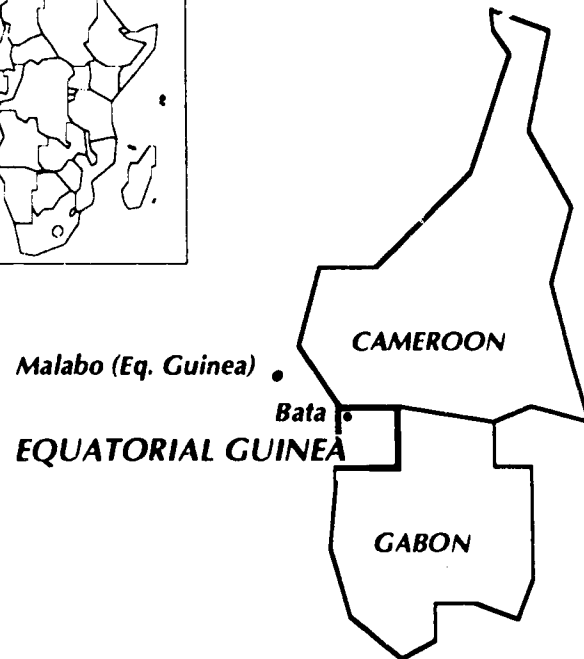 CAMEROON
Malabo (Eq. Guinea)
Bata
EQUATORIAL GUINEA
GABON